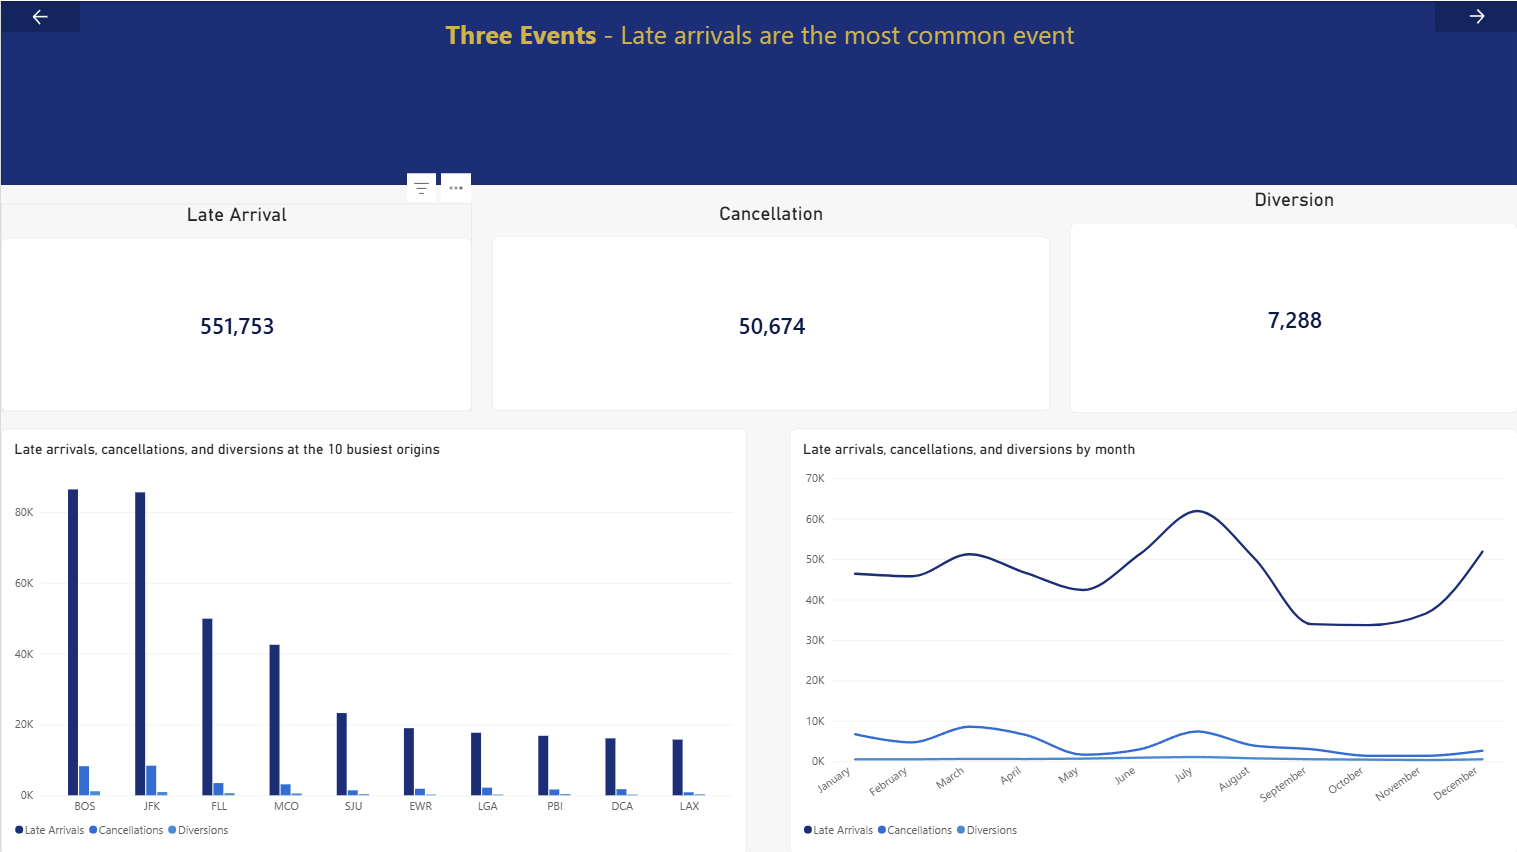 Three Events - Late arrivals are the most common event
Late Arrival
Cancellation
Diversion
551,753
50,674
7,288
Late arrivals, cancellations, and diversions at the 10 busiest origins
80K
60K
40K
20K
0K
BOS JFK FLL MCO SJU EWR LGA PBI DCA LAX
Late Arrivals Cancellations Diversions
Late arrivals, cancellations, and diversions by month
70K
60K
50K
40K
30K
20K
10K
0K
January February March April May June July August September October November December
Late Arrivals Cancellations Diversions